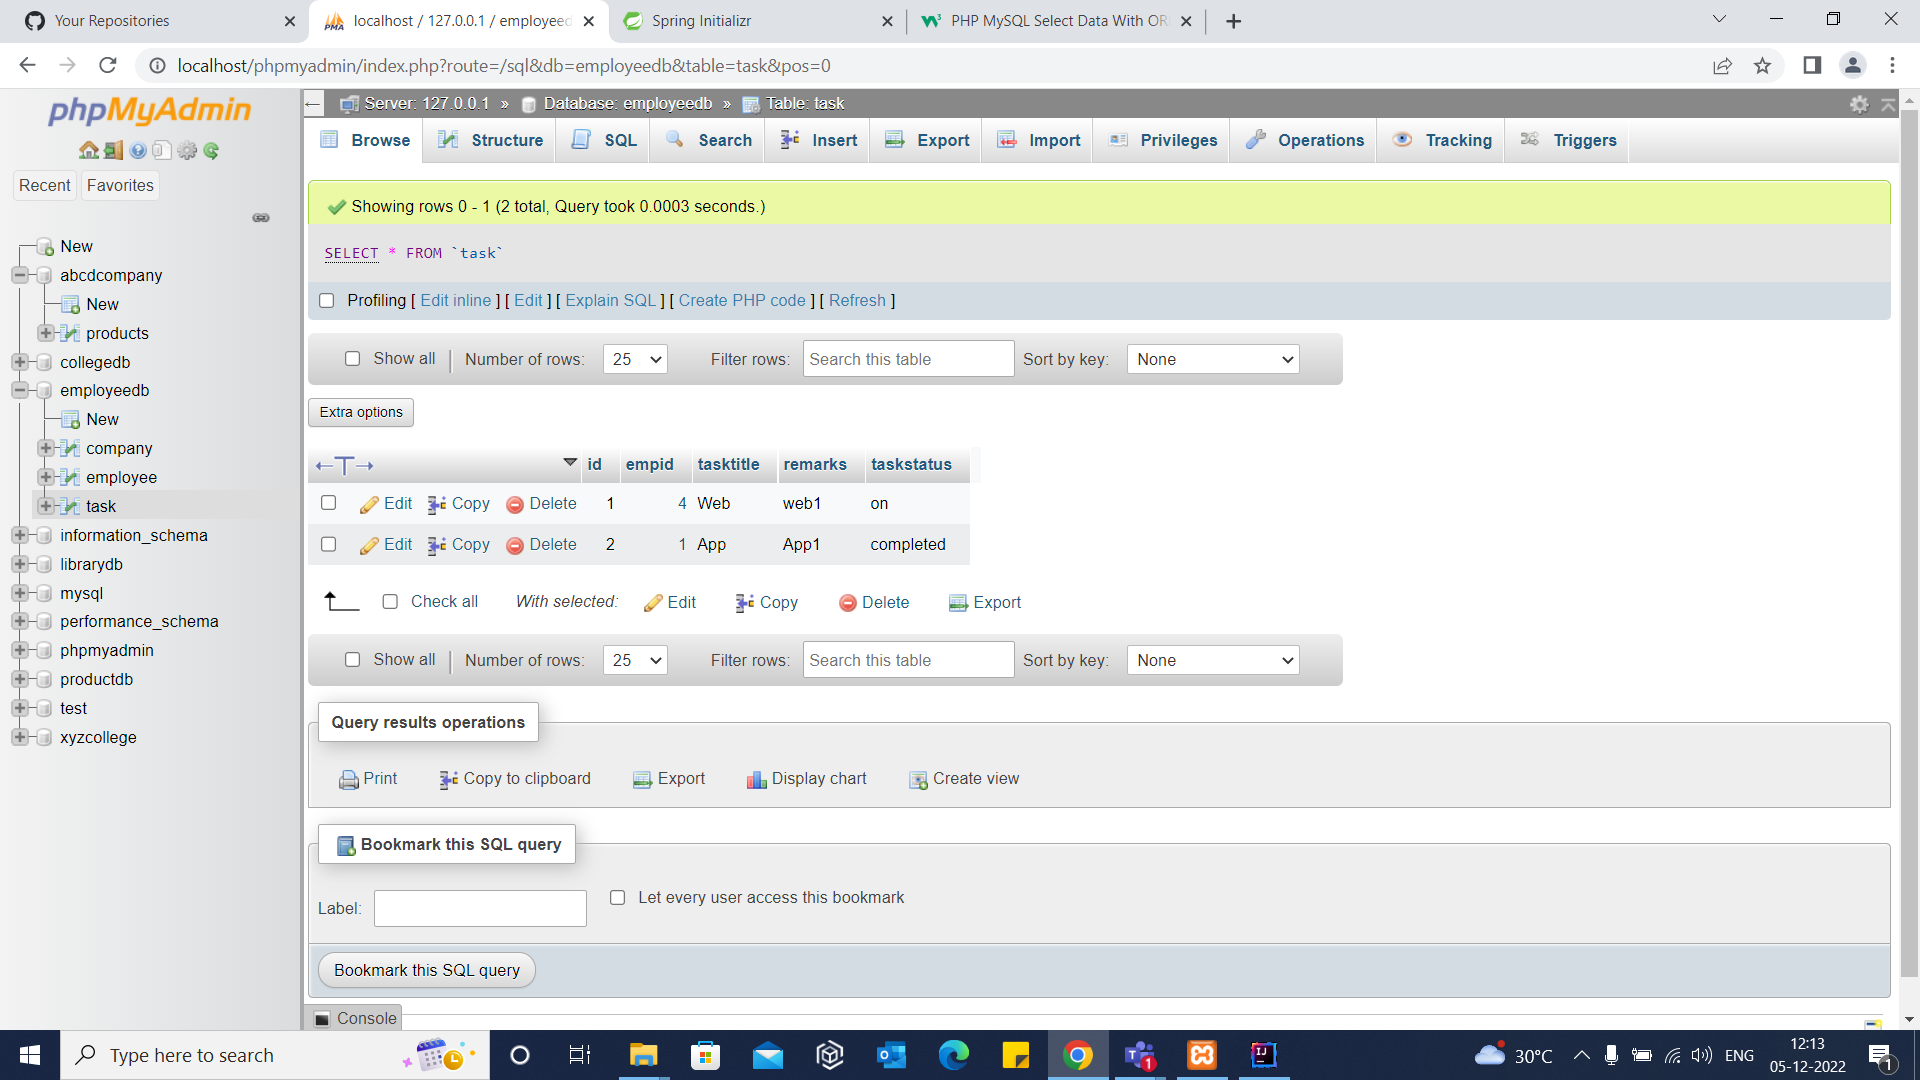 Your Repositories
localhost / 127.0.0.1 / employeed
Spring Initializr
PHP MySQL Select Data With OR
localhost/phpmyadmin/index.php?route=/sql&db=employeedb&table=task&pos=0
phpMyAdmin
Recent Favorites
New
abcdcompany
New
products
collegedb
employeedb
New
company
employee
task
information_schema
librarydb
mysql
performance_schema
phpmyadmin
productdb
test
xyzcollege
Server: 127.0.0.1 » Database: employeedb » Table: task
Browse Structure SQL Search Insert Export Import Privileges Operations Tracking Triggers
Showing rows 0 - 1 (2 total, Query took 0.0003 seconds.)
SELECT * FROM `task`
Profiling [ Edit inline ] [ Edit ] [ Explain SQL ] [ Create PHP code ] [ Refresh ]
Show all Number of rows: 25 Filter rows: Search this table Sort by key: None
Extra options
id empid tasktitle remarks taskstatus
Edit Copy Delete 1 4 Web web1 on
Edit Copy Delete 2 1 App App1 completed
Check all With selected: Edit Copy Delete Export
Show all Number of rows: 25 Filter rows: Search this table Sort by key: None
Query results operations
Print Copy to clipboard Export Display chart Create view
Bookmark this SQL query
Label: Let every user access this bookmark
Bookmark this SQL query
Console
Type here to search
30°C ENG
12:13
05-12-2022
1
1